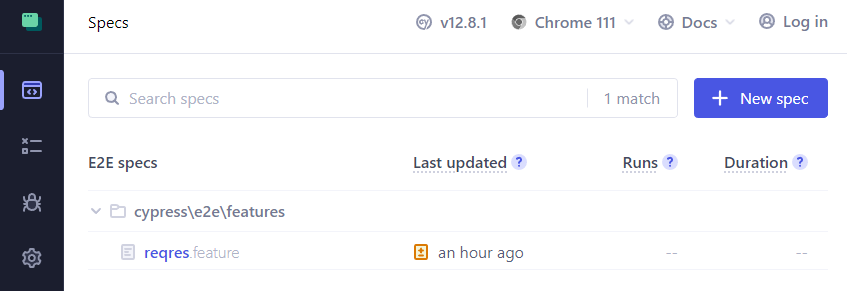 Specs cy v12.8.1 Chrome 111 Docs Log in
Search specs 1 match + New spec
E2E specs Last updated ? Runs ? Duration ?
cypress\e2e\features
reqres.feature an hour ago -- --